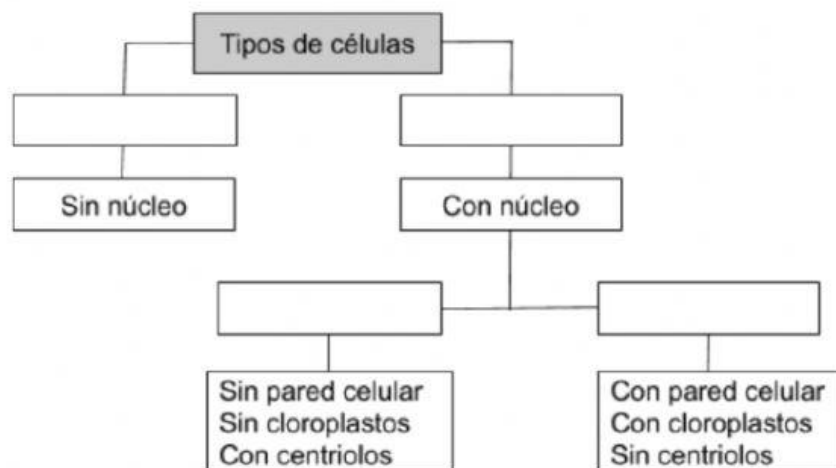 Tipos de células
Sin núcleo
Con núcleo
Sin pared celular
Sin cloroplastos
Con centriolos
Con pared celular
Con cloroplastos
Sin centriolos